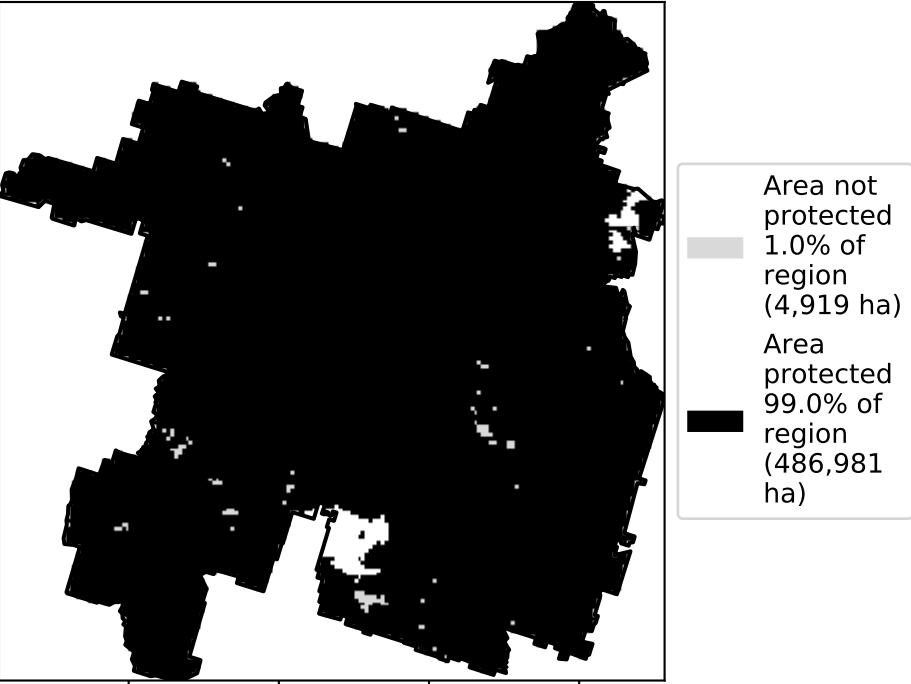 Area not
protected
1.0% of
region
(4,919 ha)
Area
protected
99.0% of
region
(486,981
ha)